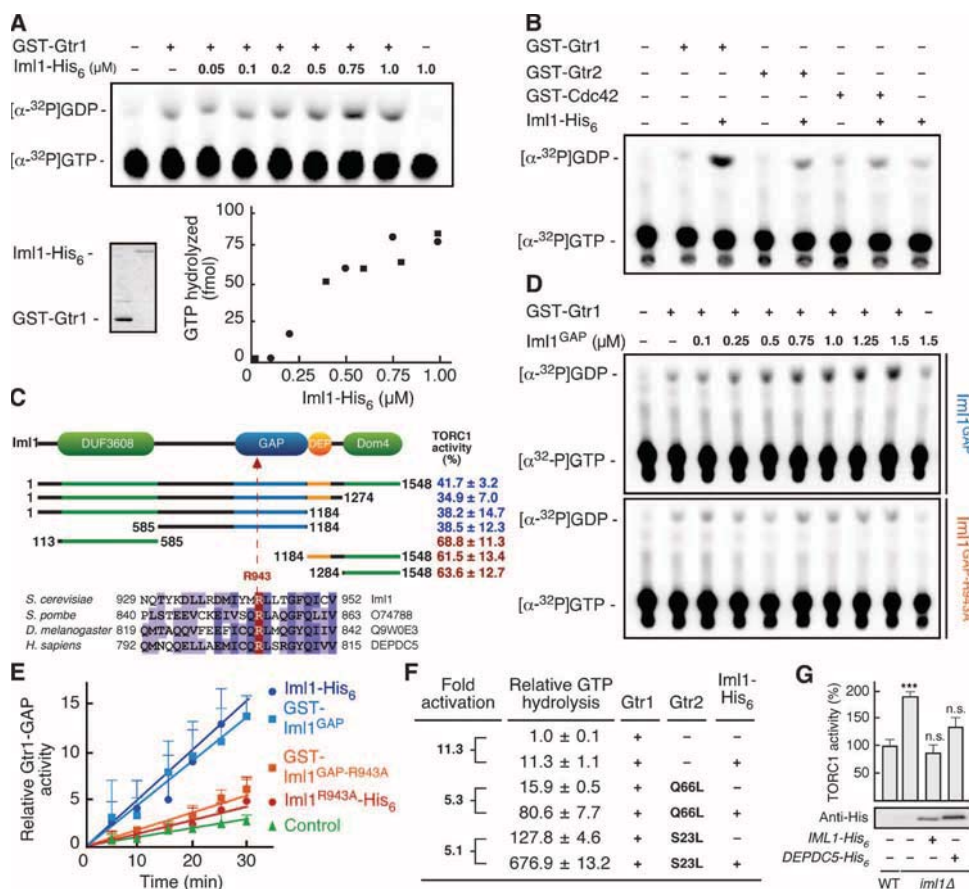 A
GST-Gtr1 – + + + + + + + –
Iml1-His6 (μM) – – 0.05 0.1 0.2 0.5 0.75 1.0 1.0
[α-32P]GDP -
[α-32P]GTP -
Iml1-His6 -
GST-Gtr1 -
GTP hydrolyzed (fmol)
100
75
50
25
0
0 0.25 0.50 0.75 1.00
Iml1-His6 (μM)
B
GST-Gtr1 – + + – – – – –
GST-Gtr2 – – – + + – – –
GST-Cdc42 – – – – – + + –
Iml1-His6 – – + – + – + +
[α-32P]GDP -
[α-32P]GTP -
C
Iml1 DUF3608 GAP DEP Dom4
TORC1 activity (%)
1 1548 41.7 ± 3.2
1 1274 34.9 ± 7.0
1 1184 38.2 ± 14.7
585 1184 38.5 ± 12.3
113 585 68.8 ± 11.3
1184 1548 61.5 ± 13.4
1284 1548 63.6 ± 12.7
R943
S. cerevisiae 929 NQTYKDLLRDMIYMRLLTGFQICV 952 Iml1
S. pombe 840 PLSTEEVCKEIVSQRLAQGFQLIV 863 O74788
D. melanogaster 819 QMTAQQVFEEFICQRLMQGYQIIV 842 Q9W0E3
H. sapiens 792 QMNQQELLAEMICQRLSRGYQIVV 815 DEPDC5
D
GST-Gtr1 – + + + + + + + + –
Iml1GAP (μM) – – 0.1 0.25 0.5 0.75 1.0 1.25 1.5 1.5
[α-32P]GDP -
[α32-P]GTP -
Iml1GAP
[α-32P]GDP -
[α-32P]GTP -
Iml1GAP-R943A
E
Relative Gtr1-GAP activity
15
10
5
0
0 5 10 15 20 25 30
Time (min)
Iml1-His6
GST-Iml1GAP
GST-Iml1GAP-R943A
Iml1R943A-His6
Control
F
Fold activation Relative GTP hydrolysis Gtr1 Gtr2 Iml1-His6
11.3
1.0 ± 0.1 + – –
11.3 ± 1.1 + – +
5.3
15.9 ± 0.5 + Q66L –
80.6 ± 7.7 + Q66L +
5.1
127.8 ± 4.6 + S23L –
676.9 ± 13.2 + S23L +
G
TORC1 activity (%)
200
150
100
50
*** n.s. n.s.
Anti-His
IML1-His6 – – + –
DEPDC5-His6 – – – +
WT iml1Δ